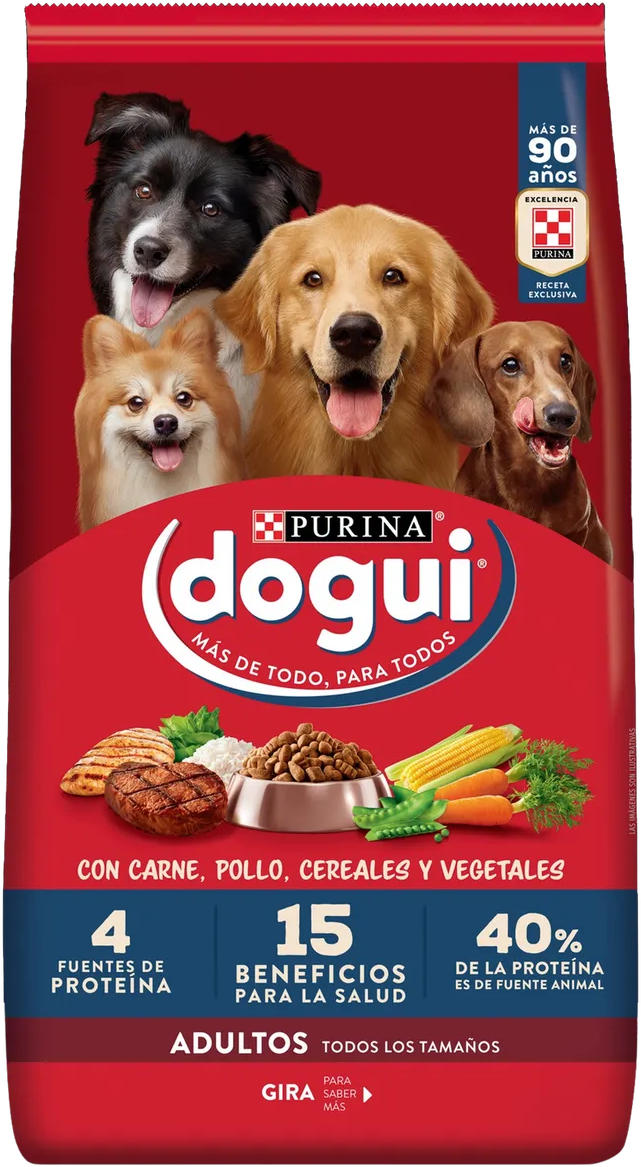 MÁS DE
90
años
EXCELENCIA
PURINA
RECETA
EXCLUSIVA
PURINA®
dogui®
MÁS DE TODO, PARA TODOS
LAS IMÁGENES SON ILUSTRATIVAS
CON CARNE, POLLO, CEREALES Y VEGETALES
4
FUENTES DE
PROTEÍNA
15
BENEFICIOS
PARA LA SALUD
40%
DE LA PROTEÍNA
ES DE FUENTE ANIMAL
ADULTOS TODOS LOS TAMAÑOS
GIRA PARA
SABER
MÁS